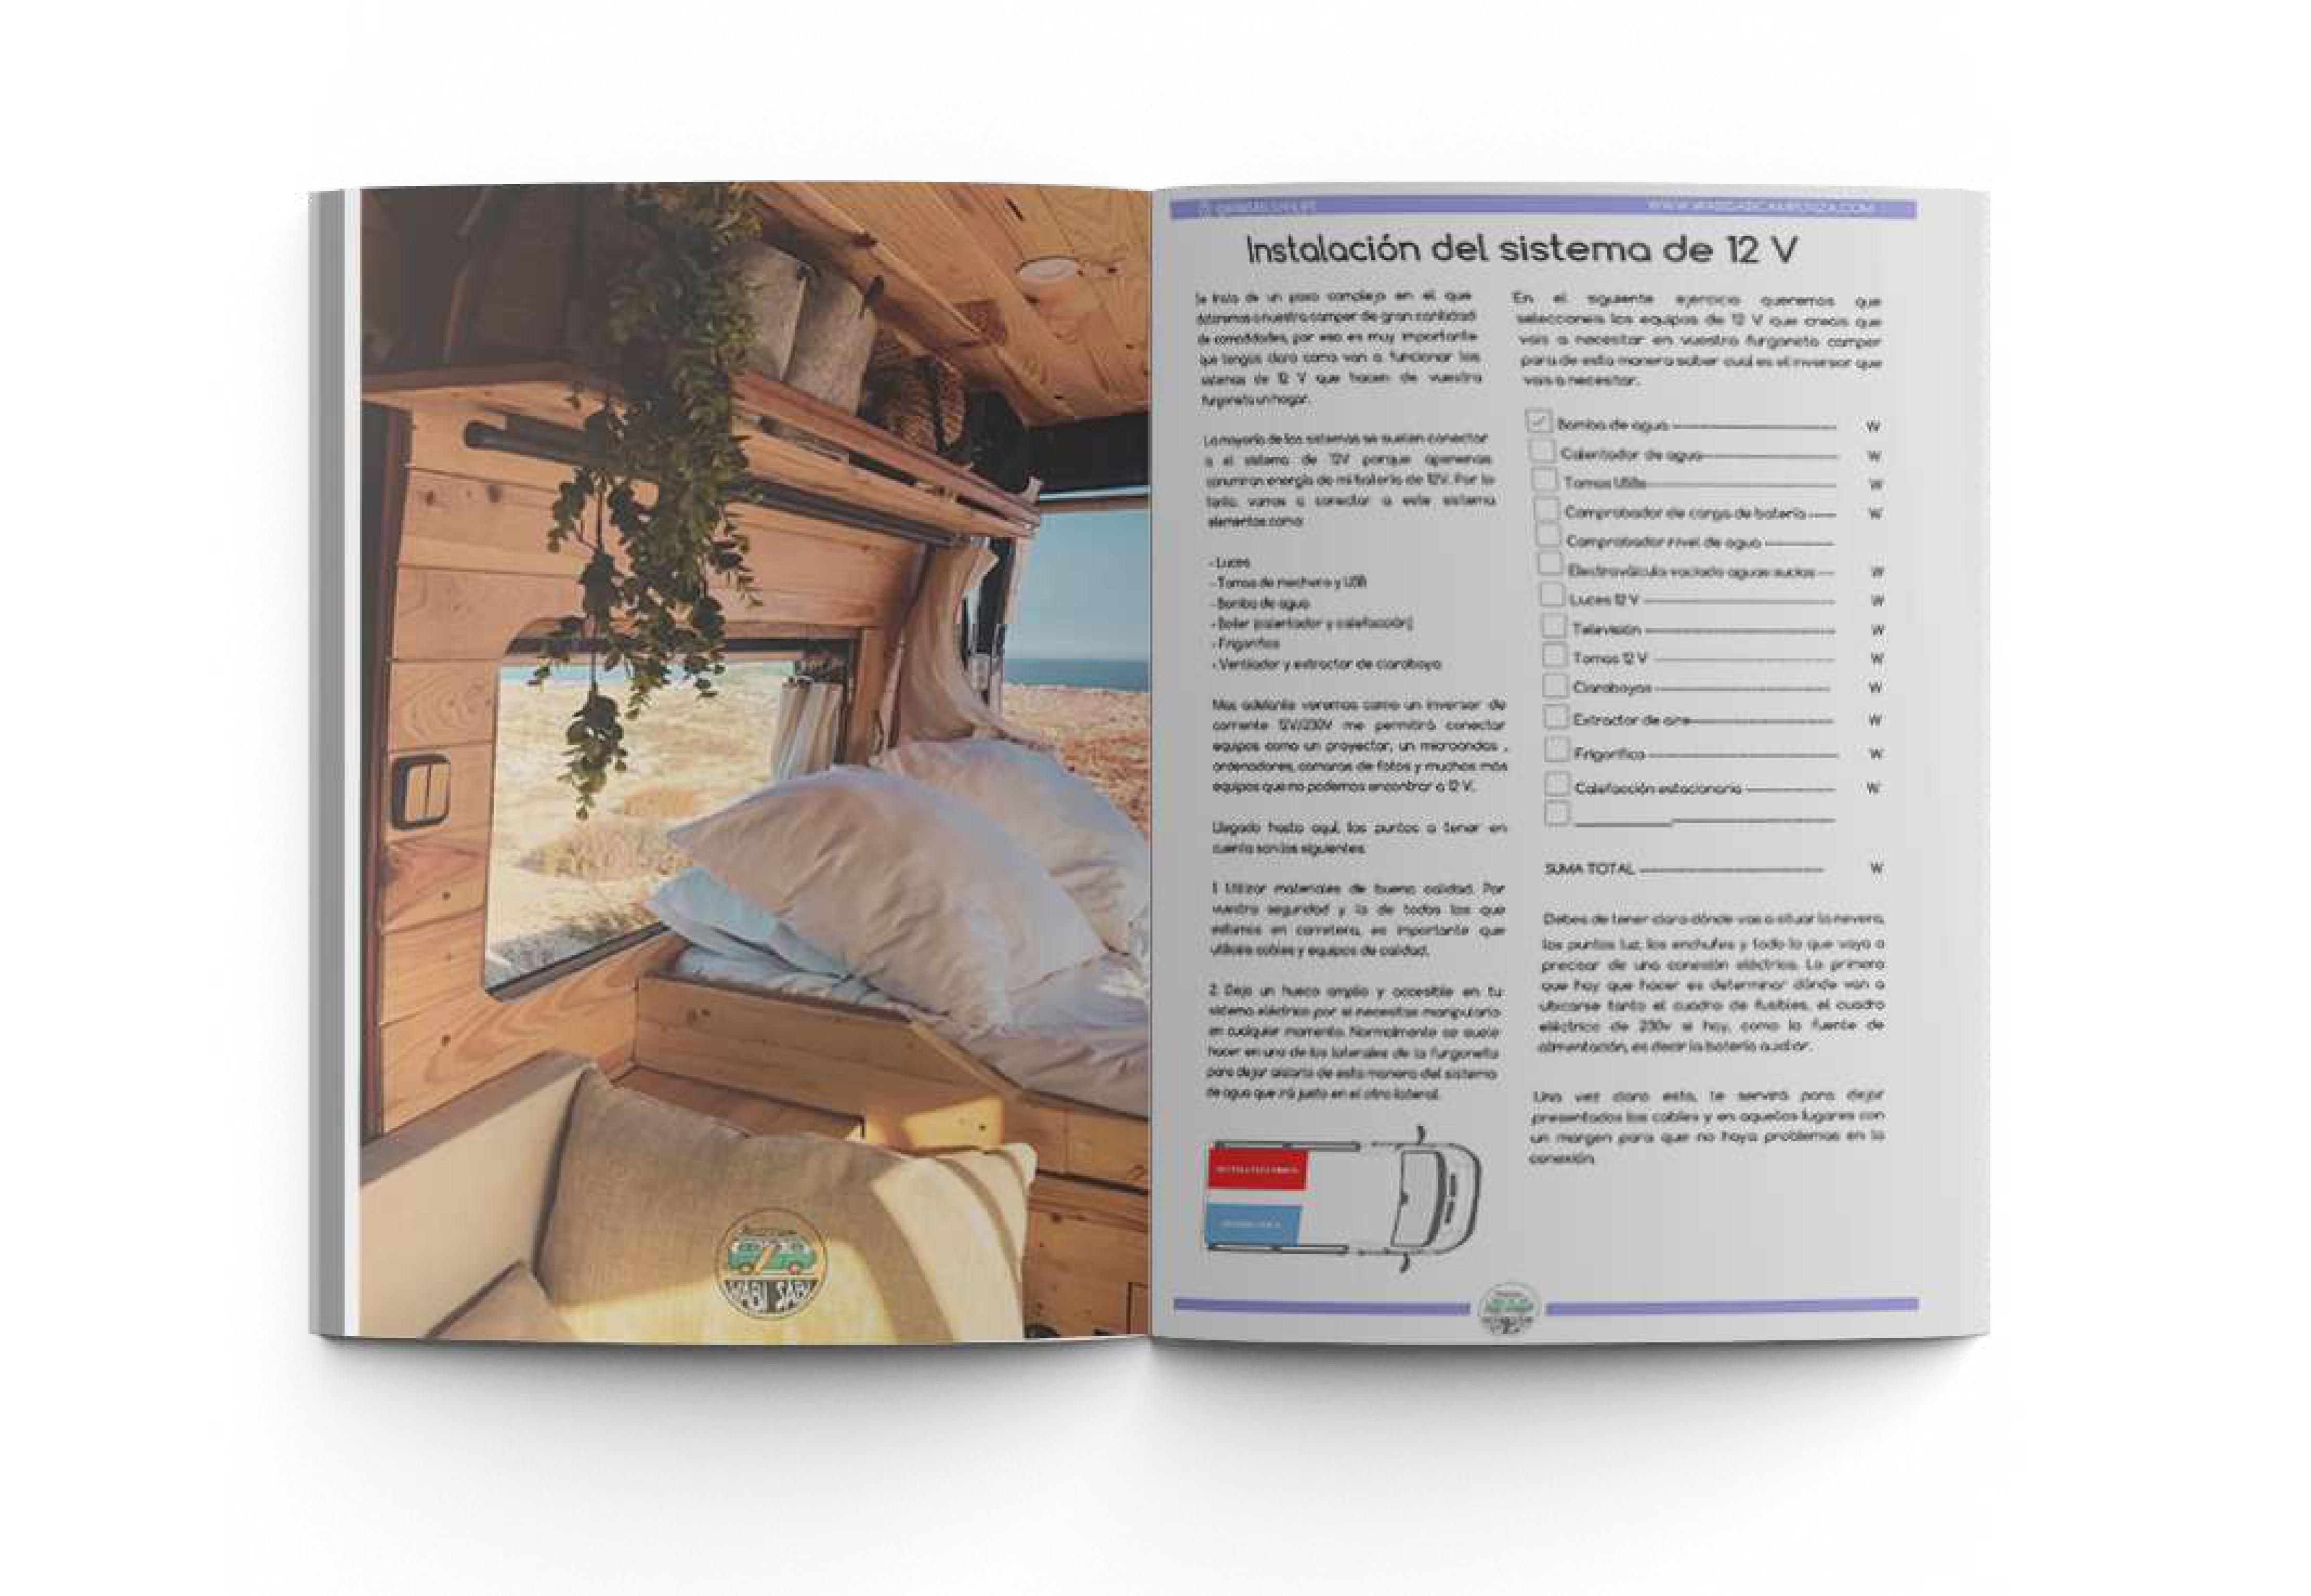 WABI SABI
WWW.WABISABICAMPERIZA.COM
Instalación del sistema de 12 V
Se trata de un paso complejo en el que
dotaremos a nuestra camper de gran cantidad
de comodidades, por eso es muy importante
que tengas claro como van a funcionar los
sistemas de 12 V que hacen de vuestra
furgoneta un hogar.
La mayoría de los sistemas se suelen conectar
a el sistema de 12V porque apenenas
consumiran energía de mi batería de 12V. Por lo
tanto, vamos a conectar a este sistema
elementos como:
- Luces
- Tomas de mechero y USB
- Bomba de agua
- Boiler (calentador y calefacción)
- Frigorifico
- Ventilador y extractor de claraboya
Mas adelante veremos como un inversor de
corriente 12V/230V me permitirá conectar
equipos como un proyector, un microondas ,
ordenadores, camaras de fotos y muchos más
equipos que no podemos encontrar a 12 V.
Llegado hasta aquí, los puntos a tener en
cuenta son los siguientes:
1. Utilizar materiales de buena calidad. Por
vuestra seguridad y la de todos los que
estamos en carretera, es importante que
utilicéis cables y equipos de calidad.
2. Deja un hueco amplio y accesible en tu
sistema eléctrico por si necesitas manipularlo
en cualquier momento. Normalmente se suele
hacer en uno de los laterales de la furgoneta
para dejar aislarlo de esta manera del sistema
de agua que irá justo en el otro lateral.
En el siguiente ejercicio queremos que
seleccioneis los equipos de 12 V que creais que
vais a necesitar en vuestra furgoneta camper
para de esta manera saber cual es el inversor que
vais a necesitar.
Bomba de agua W
Calentador de agua W
Tomas USBs W
Comprobador de carga de batería W
Comprobador nivel de agua
Electroválcula vaciado aguas sucias W
Luces 12 V W
Televisión W
Tomas 12 V W
Claraboyas W
Extractor de aire W
Frigorífico W
Calefacción estacionaria W
SUMA TOTAL W
Debes de tener claro dónde vas a situar la nevera,
los puntos luz, los enchufes y todo lo que vaya a
precisar de una conexión eléctrica. Lo primero
que hay que hacer es determinar dónde van a
ubicarse tanto el cuadro de fusibles, el cuadro
eléctrico de 230v si hay, como la fuente de
alimentación, es decir la batería auxiliar.
Una vez claro esto, te servirá para dejar
presentados los cables y en aquellos lugares con
un margen para que no haya problemas en la
conexión.